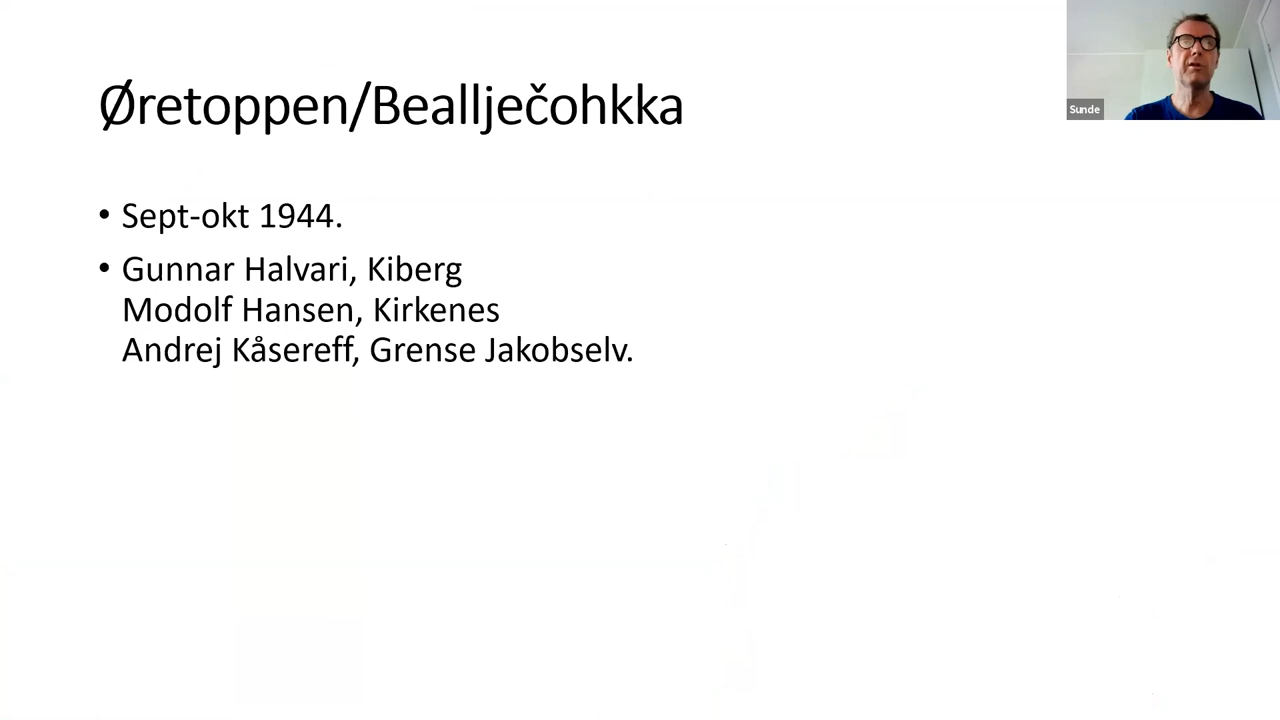 Øretoppen/Beallječohkka
• Sept-okt 1944.
• Gunnar Halvari, Kiberg
Modolf Hansen, Kirkenes
Andrej Kåsereff, Grense Jakobselv.
Sunde